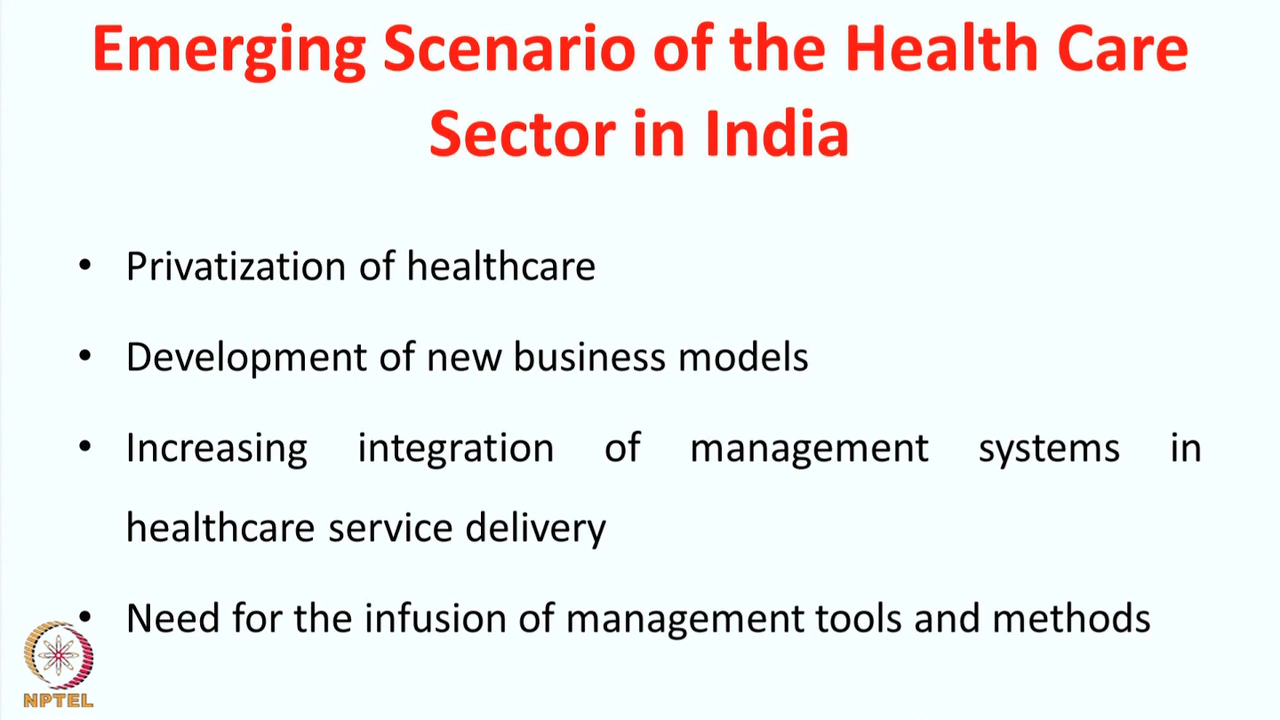 Emerging Scenario of the Health Care
Sector in India
• Privatization of healthcare
• Development of new business models
• Increasing integration of management systems in
healthcare service delivery
• Need for the infusion of management tools and methods
NPTEL